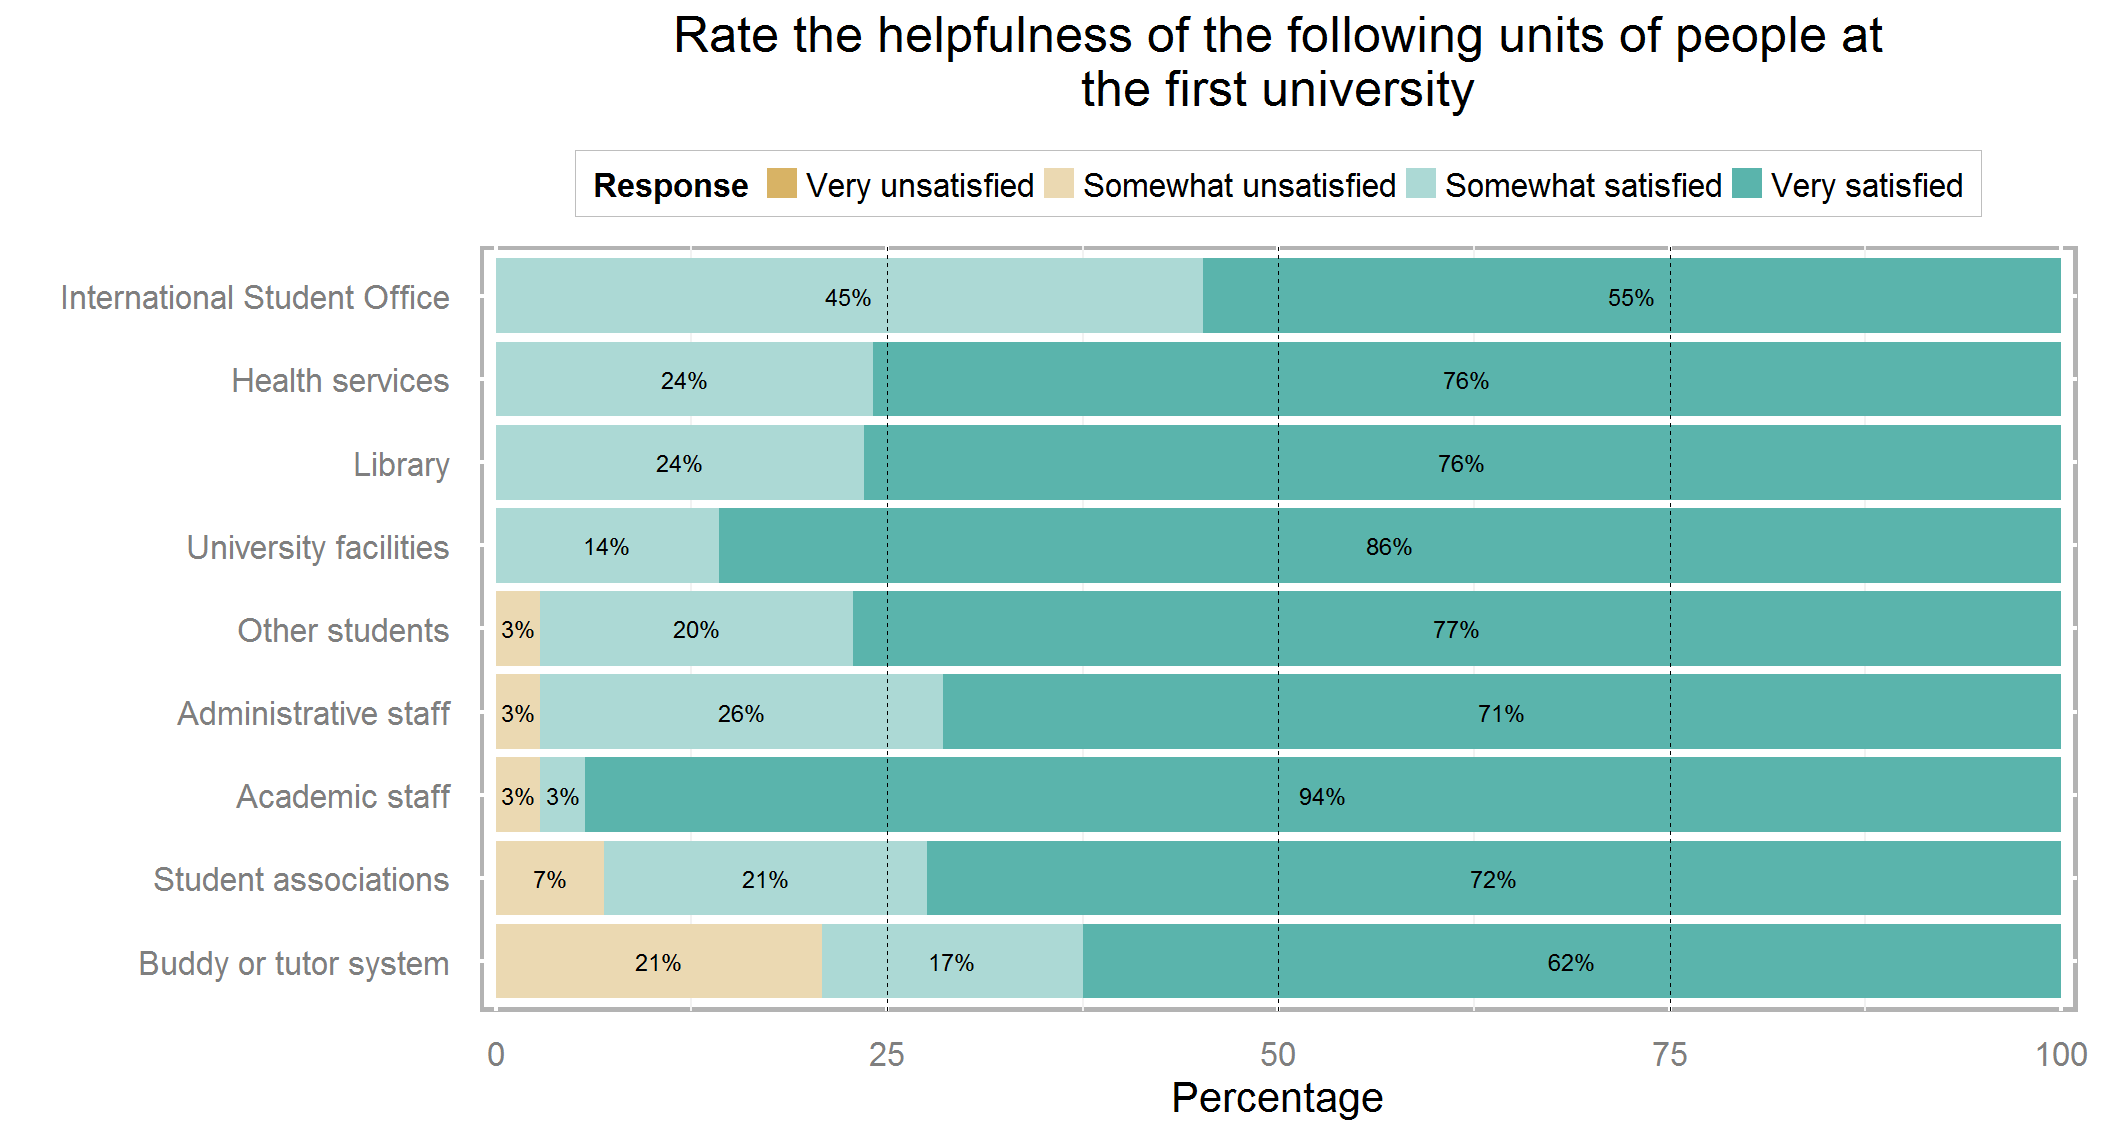 Rate the helpfulness of the following units of people at
the first university
Response Very unsatisfied Somewhat unsatisfied Somewhat satisfied Very satisfied
International Student Office 45% 55%
Health services 24% 76%
Library 24% 76%
University facilities 14% 86%
Other students 3% 20% 77%
Administrative staff 3% 26% 71%
Academic staff 3% 3% 94%
Student associations 7% 21% 72%
Buddy or tutor system 21% 17% 62%
0 25 50 75 100
Percentage